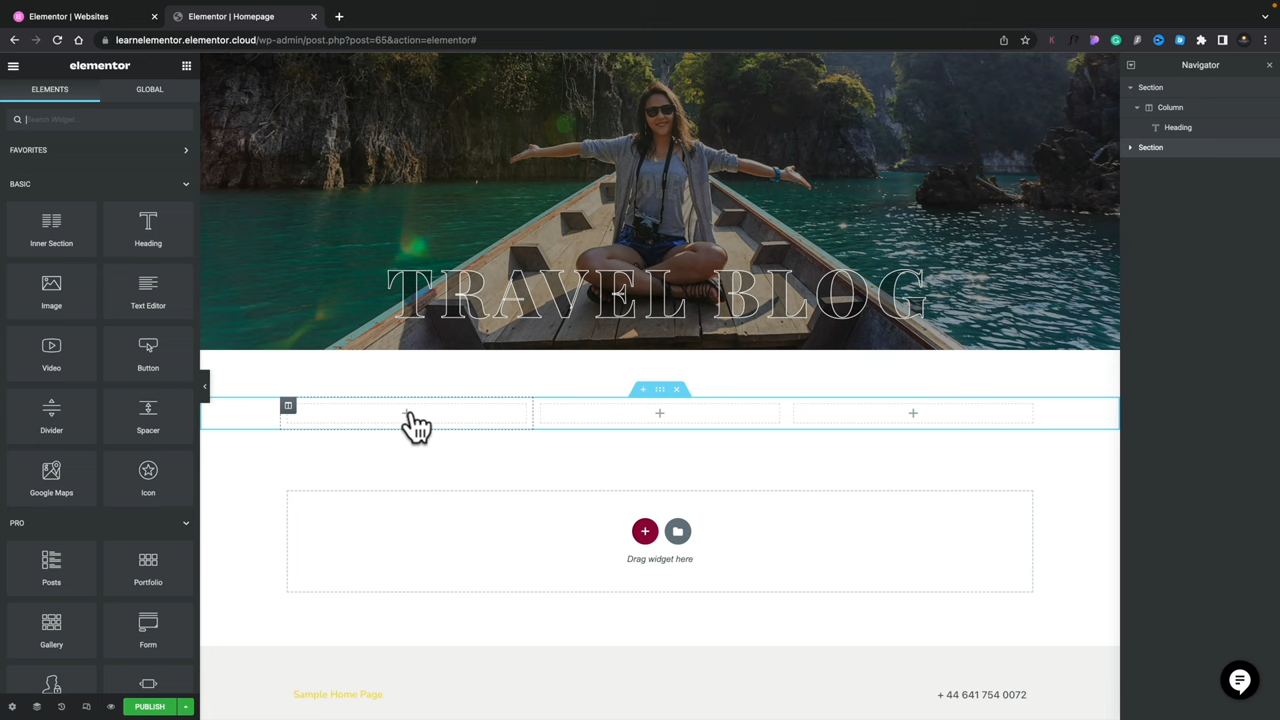 Elementor | Websites
Elementor | Homepage
learnelementor.elementor.cloud/wp-admin/post.php?post=65&action=elementor#
elementor
ELEMENTS
GLOBAL
Search Widget...
FAVORITES
BASIC
Inner Section
Heading
Image
Text Editor
Video
Button
Divider
Spacer
Google Maps
Icon
PRO
Posts
Portfolio
Gallery
Form
PUBLISH
TRAVEL BLOG
Drag widget here
Sample Home Page
+ 44 641 754 0072
Navigator
Section
Column
Heading
Section